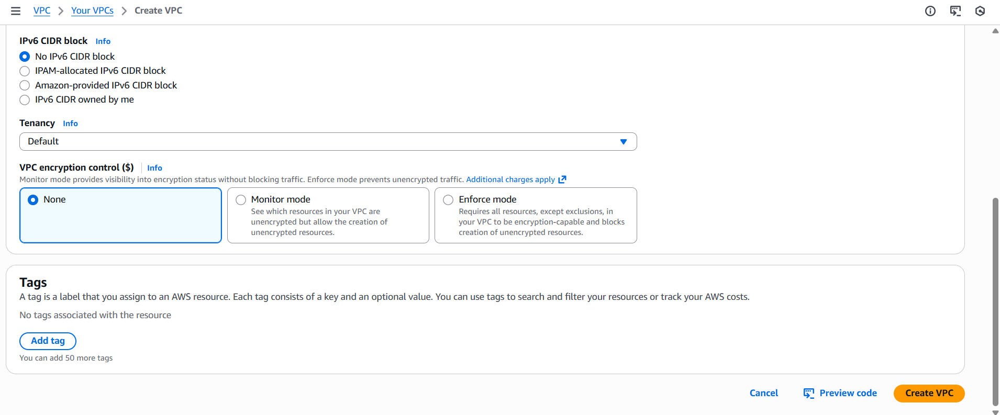 VPC > Your VPCs > Create VPC
IPv6 CIDR block Info
No IPv6 CIDR block
IPAM-allocated IPv6 CIDR block
Amazon-provided IPv6 CIDR block
IPv6 CIDR owned by me
Tenancy Info
Default
VPC encryption control ($) Info
Monitor mode provides visibility into encryption status without blocking traffic. Enforce mode prevents unencrypted traffic. Additional charges apply
None
Monitor mode
See which resources in your VPC are
unencrypted but allow the creation of
unencrypted resources.
Enforce mode
Requires all resources, except exclusions, in
your VPC to be encryption-capable and blocks
creation of unencrypted resources.
Tags
A tag is a label that you assign to an AWS resource. Each tag consists of a key and an optional value. You can use tags to search and filter your resources or track your AWS costs.
No tags associated with the resource
Add tag
You can add 50 more tags
Cancel Preview code Create VPC